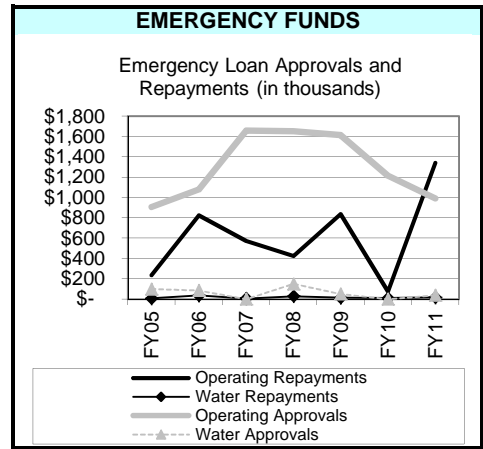 EMERGENCY FUNDS
Emergency Loan Approvals and
Repayments (in thousands)
$1,800
$1,600
$1,400
$1,200
$1,000
$800
$600
$400
$200
$-
FY05
FY06
FY07
FY08
FY09
FY10
FY11
Operating Repayments
Water Repayments
Operating Approvals
Water Approvals